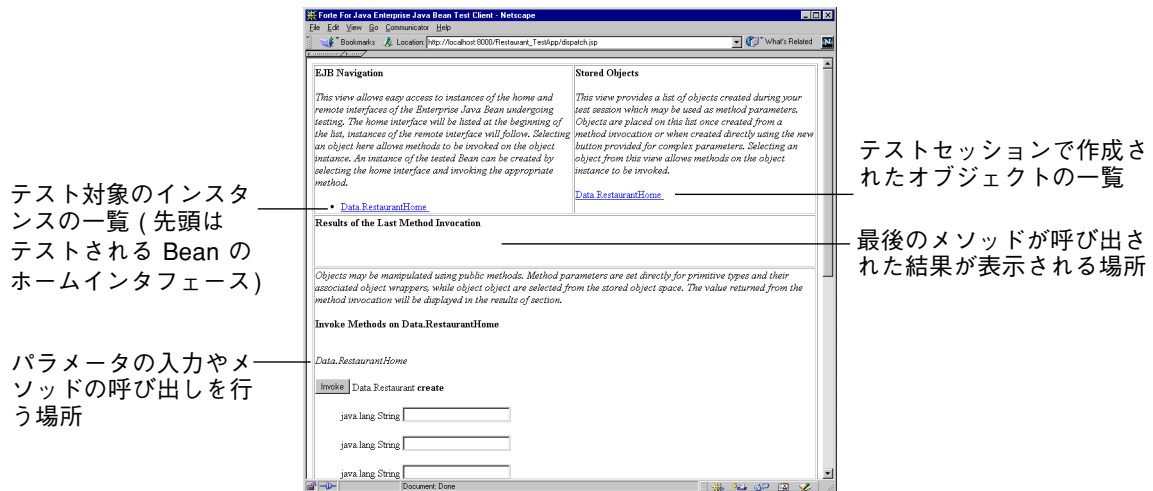 Forte For Java Enterprise Java Bean Test Client - Netscape
File Edit View Go Communicator Help
Bookmarks Location: http://localhost:8000/Restaurant_TestApp/dispatch.jsp What's Related
EJB Navigation
This view allows easy access to instances of the home and
remote interfaces of the Enterprise Java Bean undergoing
testing. The home interface will be listed at the beginning of
the list, instances of the remote interface will follow. Selecting
an object here allows methods to be invoked on the object
instance. An instance of the tested Bean can be created by
selecting the home interface and invoking the appropriate
method.
• Data.RestaurantHome
Stored Objects
This view provides a list of objects created during your
test session which may be used as method parameters.
Objects are placed on this list once created from a
method invocation or when created directly using the new
button provided for complex parameters. Selecting an
object from this view allows methods on the object
instance to be invoked.
Data.RestaurantHome
Results of the Last Method Invocation
Objects may be manipulated using public methods. Method parameters are set directly for primitive types and their
associated object wrappers, while object object are selected from the stored object space. The value returned from the
method invocation will be displayed in the results of section.
Invoke Methods on Data.RestaurantHome
Data.RestaurantHome
Invoke Data.Restaurant create
java.lang.String
java.lang.String
java.lang.String
Document: Done
テスト対象のインスタ
ンスの一覧 ( 先頭は
テストされる Bean の
ホームインタフェース)
パラメータの入力やメ
ソッドの呼び出しを行
う場所
テストセッションで作成さ
れたオブジェクトの一覧
最後のメソッドが呼び出さ
れた結果が表示される場所